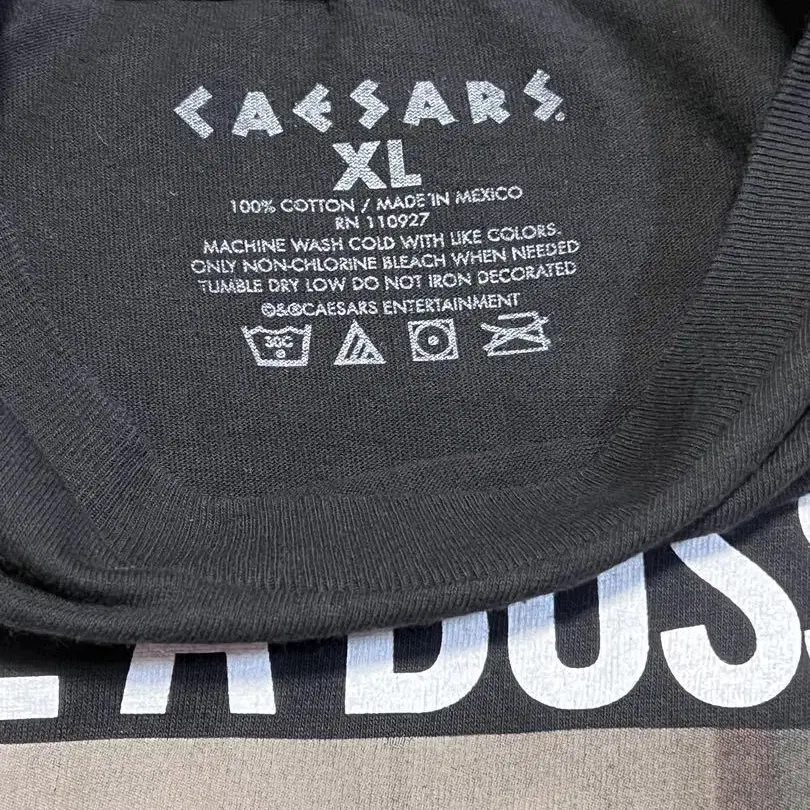 CAESARS®
XL
100% COTTON / MADE IN MEXICO
RN 110927
MACHINE WASH COLD WITH LIKE COLORS.
ONLY NON-CHLORINE BLEACH WHEN NEEDED
TUMBLE DRY LOW DO NOT IRON DECORATED
©&®CAESARS ENTERTAINMENT
30C
A BOSS